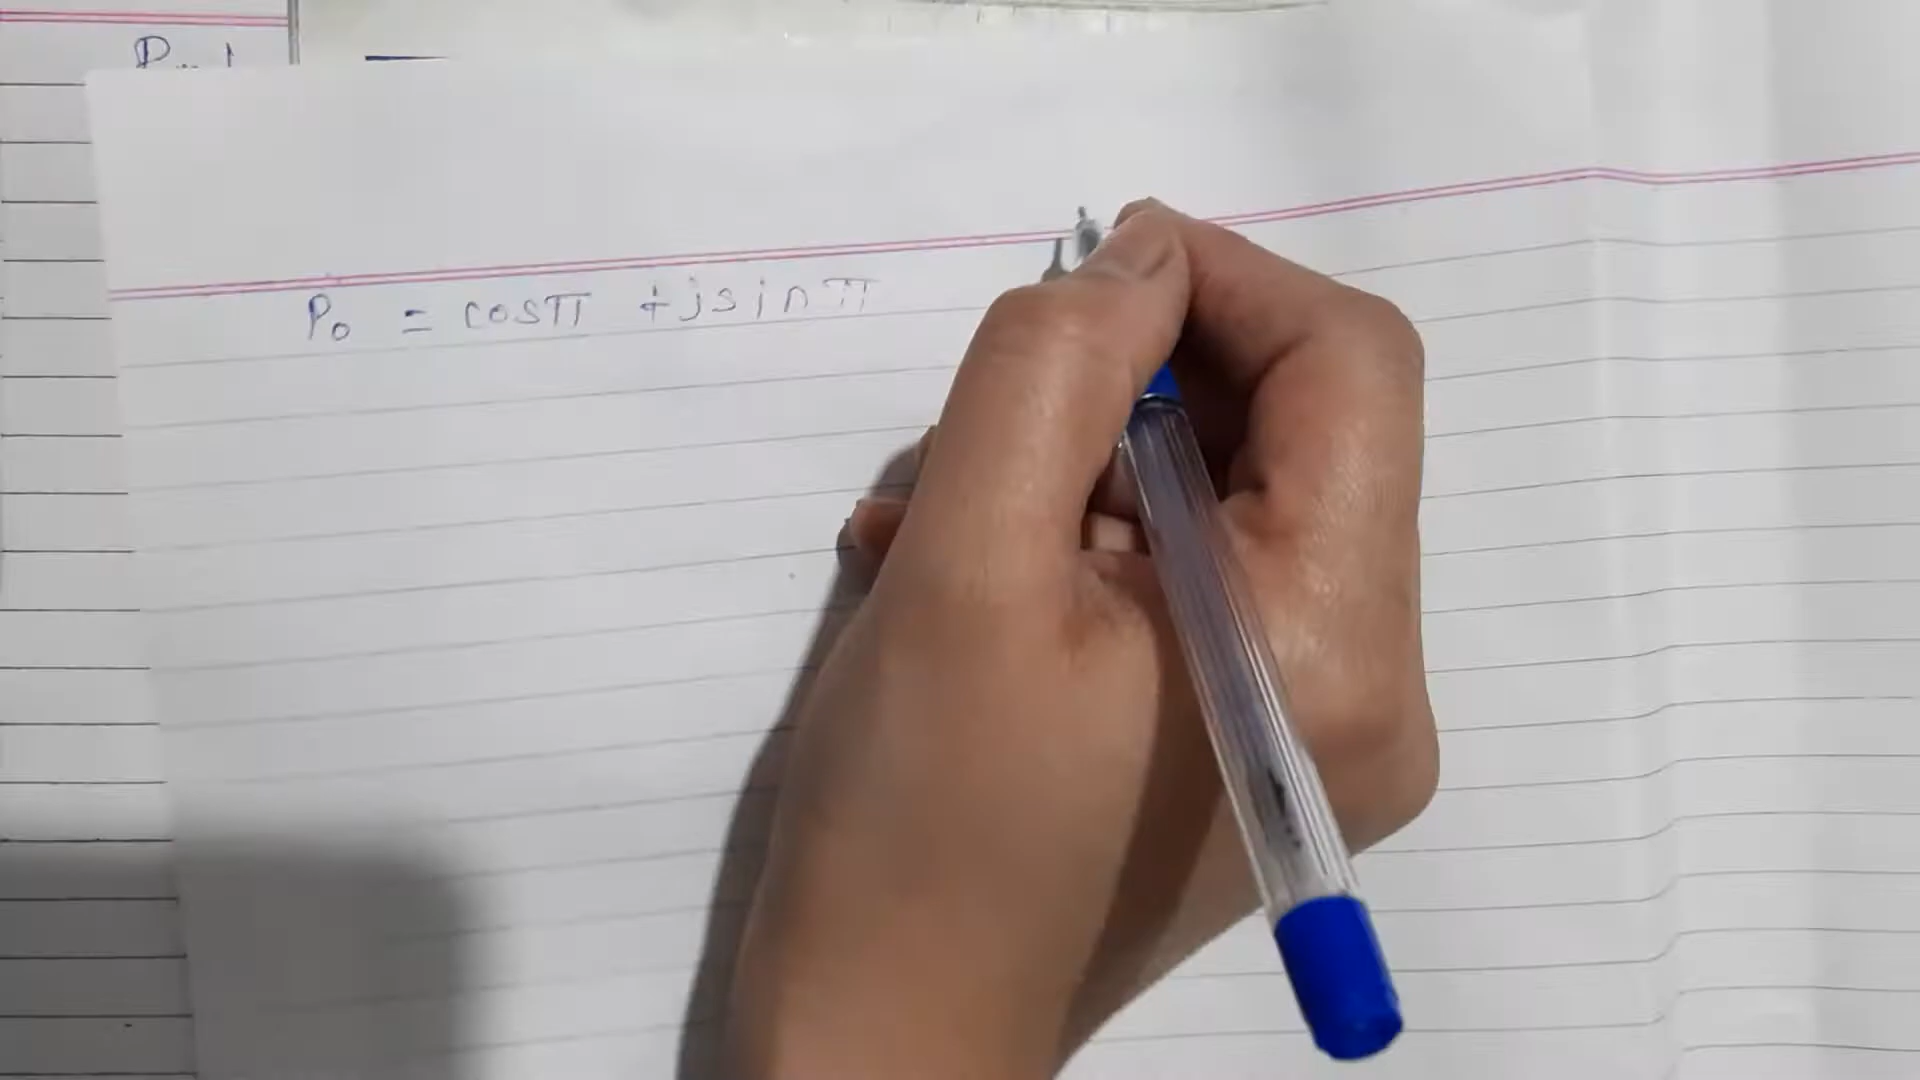 P₀ = cosπ + jsinπ